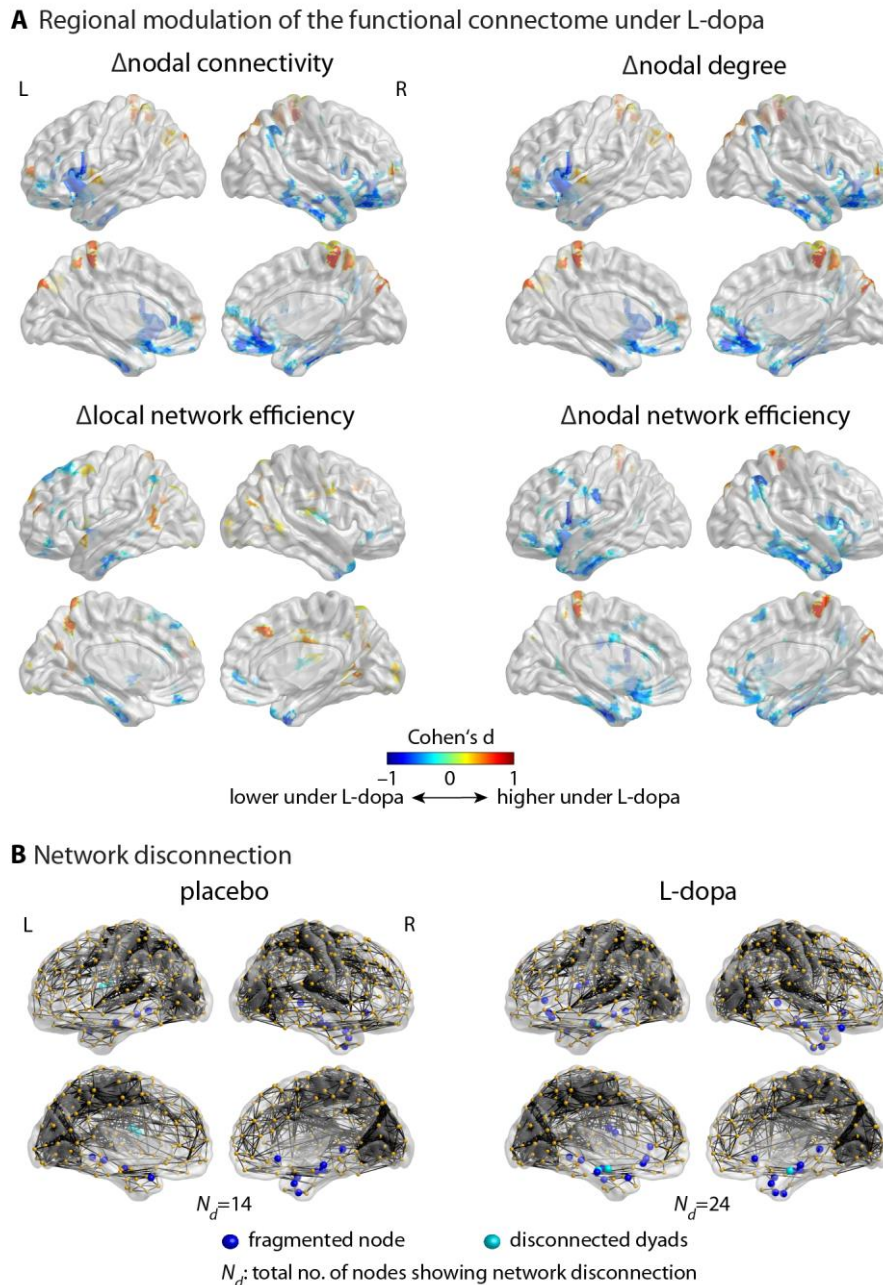 A Regional modulation of the functional connectome under L-dopa
Δnodal connectivity
Δnodal degree
L
R
Δlocal network efficiency
Δnodal network efficiency
Cohen‘s d
–1 0 1
lower under L-dopa ⟷ higher under L-dopa
B Network disconnection
placebo
L-dopa
L
R
N_d=14
N_d=24
fragmented node
disconnected dyads
N_d: total no. of nodes showing network disconnection